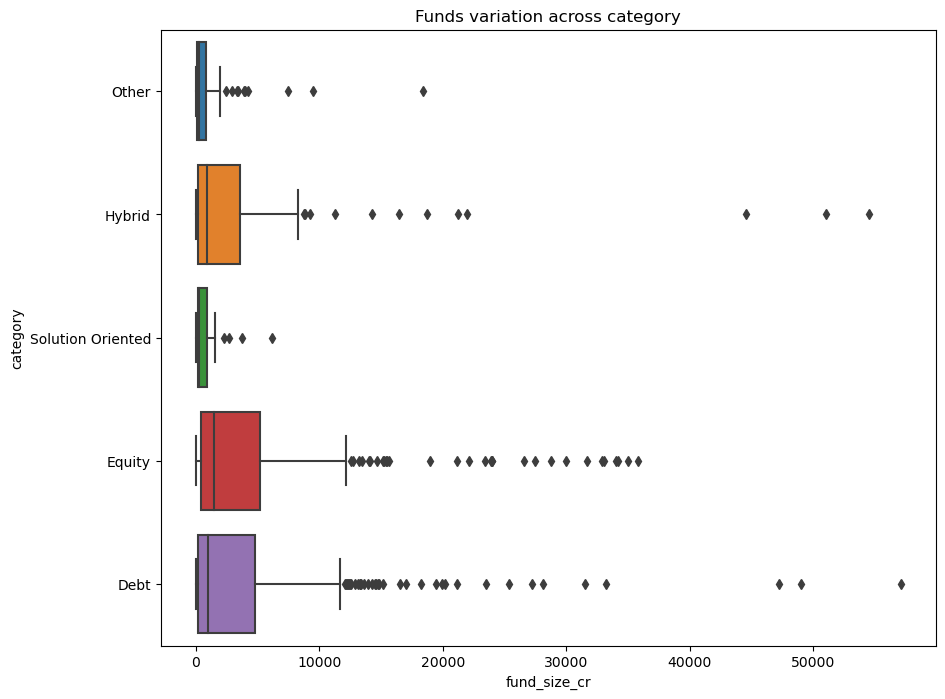 Funds variation across category
category
Other
Hybrid
Solution Oriented
Equity
Debt
0 10000 20000 30000 40000 50000
fund_size_cr